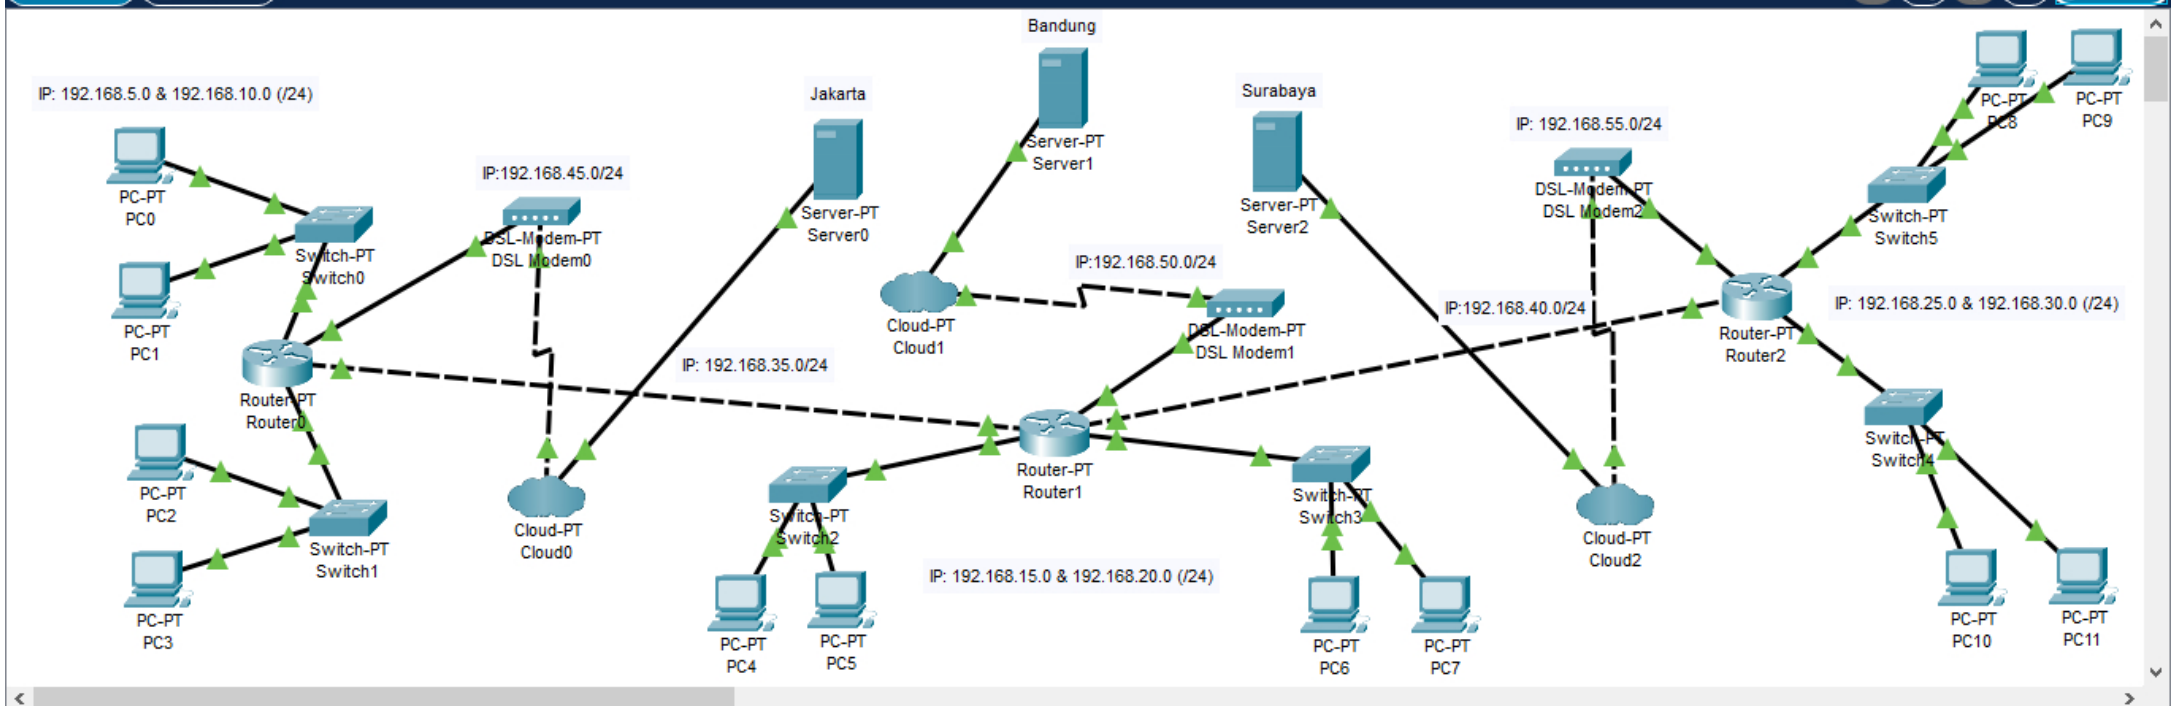 Bandung
IP: 192.168.5.0 & 192.168.10.0 (/24)
Jakarta
Surabaya
IP: 192.168.55.0/24
PC-PT
PC8
PC-PT
PC9
Server-PT
Server1
IP:192.168.45.0/24
PC-PT
PC0
DSL-Modem-PT
DSL Modem2
Server-PT
Server0
Server-PT
Server2
Switch-PT
Switch5
DSL-Modem-PT
DSL Modem0
Switch-PT
Switch0
IP:192.168.50.0/24
IP:192.168.40.0/24
IP: 192.168.25.0 & 192.168.30.0 (/24)
PC-PT
PC1
Cloud-PT
Cloud1
DSL-Modem-PT
DSL Modem1
Router-PT
Router2
IP: 192.168.35.0/24
Router-PT
Router0
Switch-PT
Switch4
Router-PT
Router1
PC-PT
PC2
Switch-PT
Switch3
Switch-PT
Switch2
Cloud-PT
Cloud0
Cloud-PT
Cloud2
Switch-PT
Switch1
IP: 192.168.15.0 & 192.168.20.0 (/24)
PC-PT
PC3
PC-PT
PC4
PC-PT
PC5
PC-PT
PC6
PC-PT
PC7
PC-PT
PC10
PC-PT
PC11